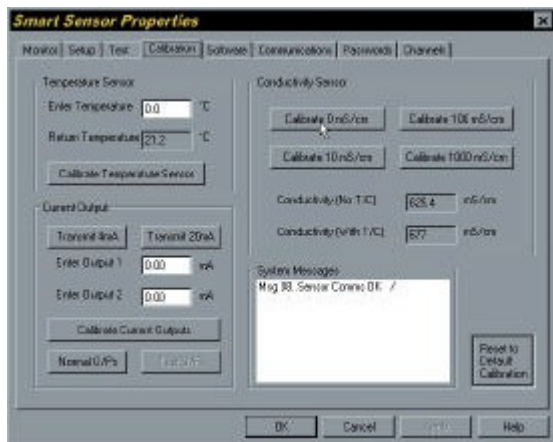 Smart Sensor Properties
Monitor Setup Test Calibration Software Communications Passwords Channels
Temperature Sensor
Enter Temperature 0.0 °C
Return Temperature 21.2 °C
Calibrate Temperature Sensor
Current Output
Transmit 4mA Transmit 20mA
Enter Output 1 0.00 mA
Enter Output 2 0.00 mA
Calibrate Current Outputs
Normal O/Ps
Conductivity Sensor
Calibrate 0 mS/cm Calibrate 100 mS/cm
Calibrate 10 mS/cm Calibrate 1000 mS/cm
Conductivity (No T/C) 626.4 mS/cm
Conductivity (With T/C) 677 mS/cm
System Messages
Sensor Comms OK /
Reset to
Default
Calibration
OK Cancel Apply Help